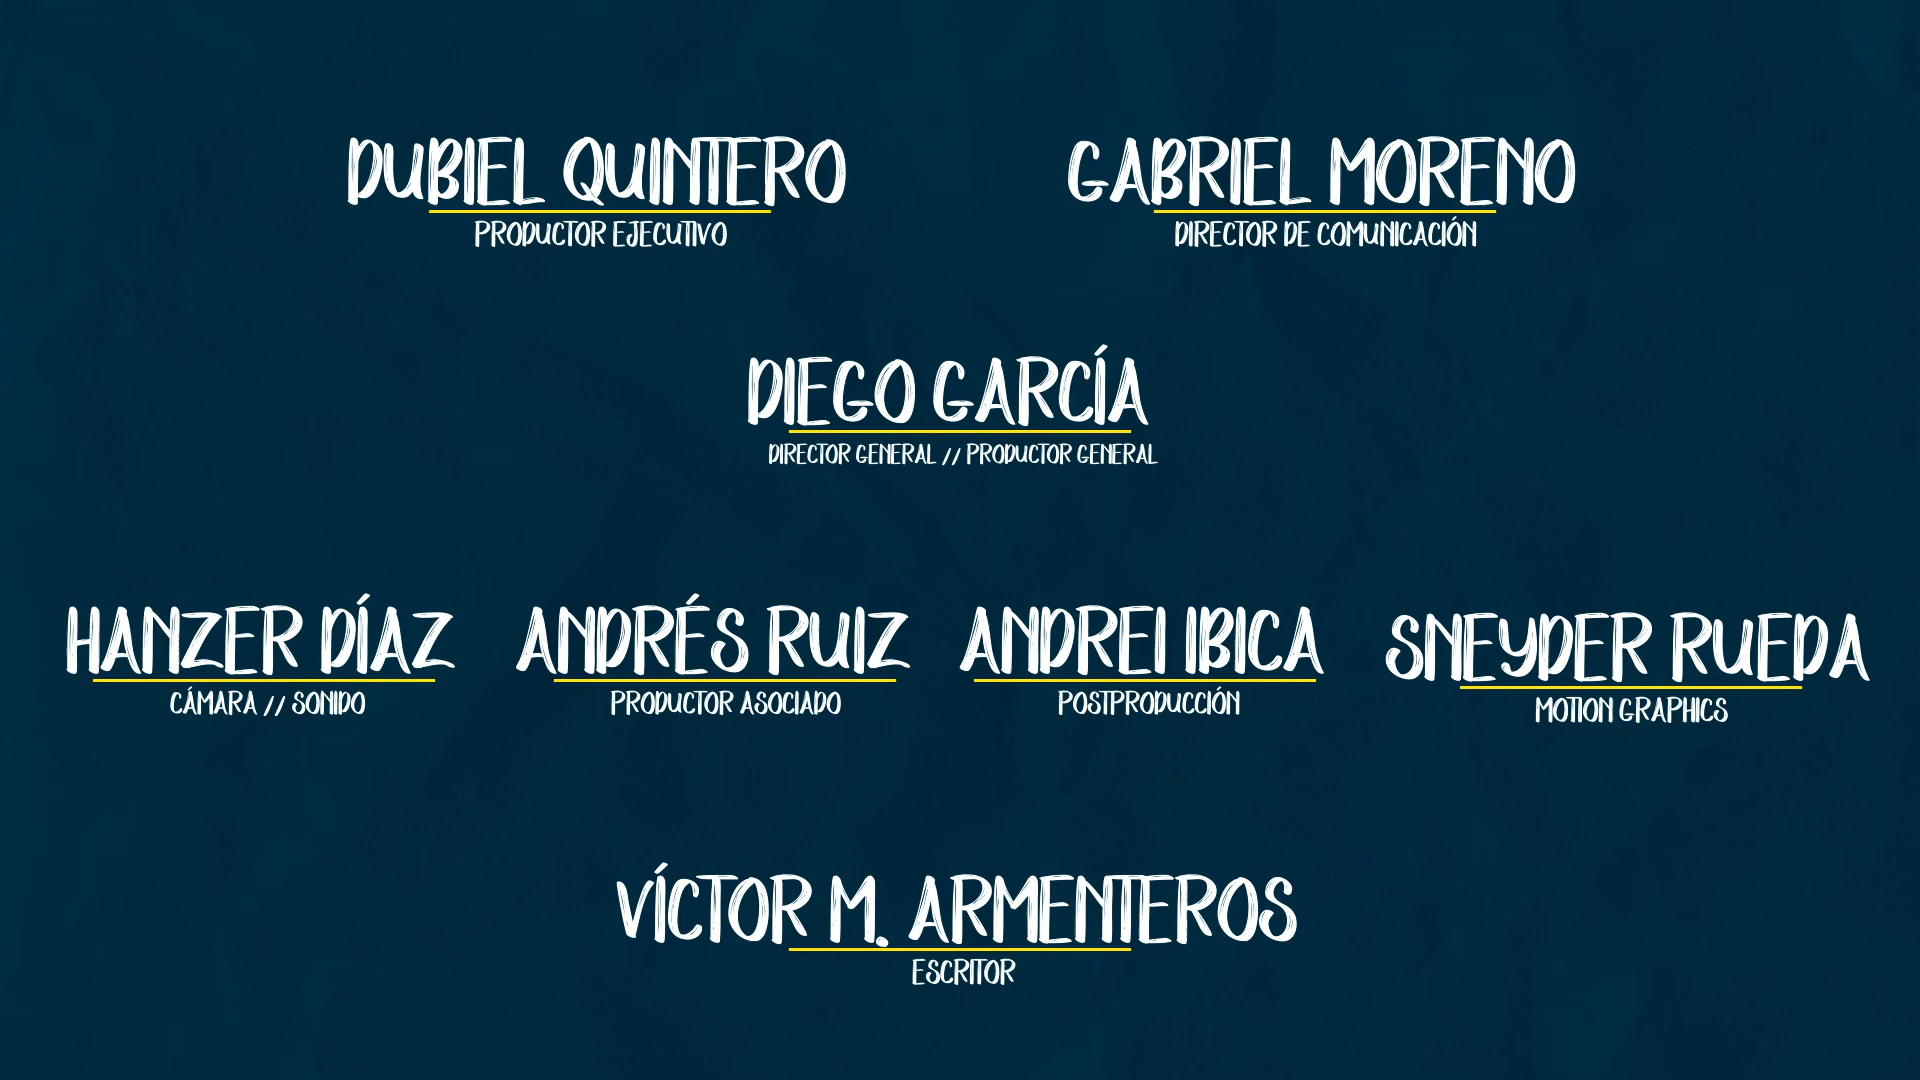 DUBIEL QUINTERO
PRODUCTOR EJECUTIVO
GABRIEL MORENO
DIRECTOR DE COMUNICACIÓN
DIEGO GARCÍA
DIRECTOR GENERAL // PRODUCTOR GENERAL
HANZER DÍAZ
CÁMARA // SONIDO
ANDRÉS RUIZ
PRODUCTOR ASOCIADO
ANDREI IBICA
POSTPRODUCCIÓN
SNEYDER RUEDA
MOTION GRAPHICS
VÍCTOR M. ARMENTEROS
ESCRITOR